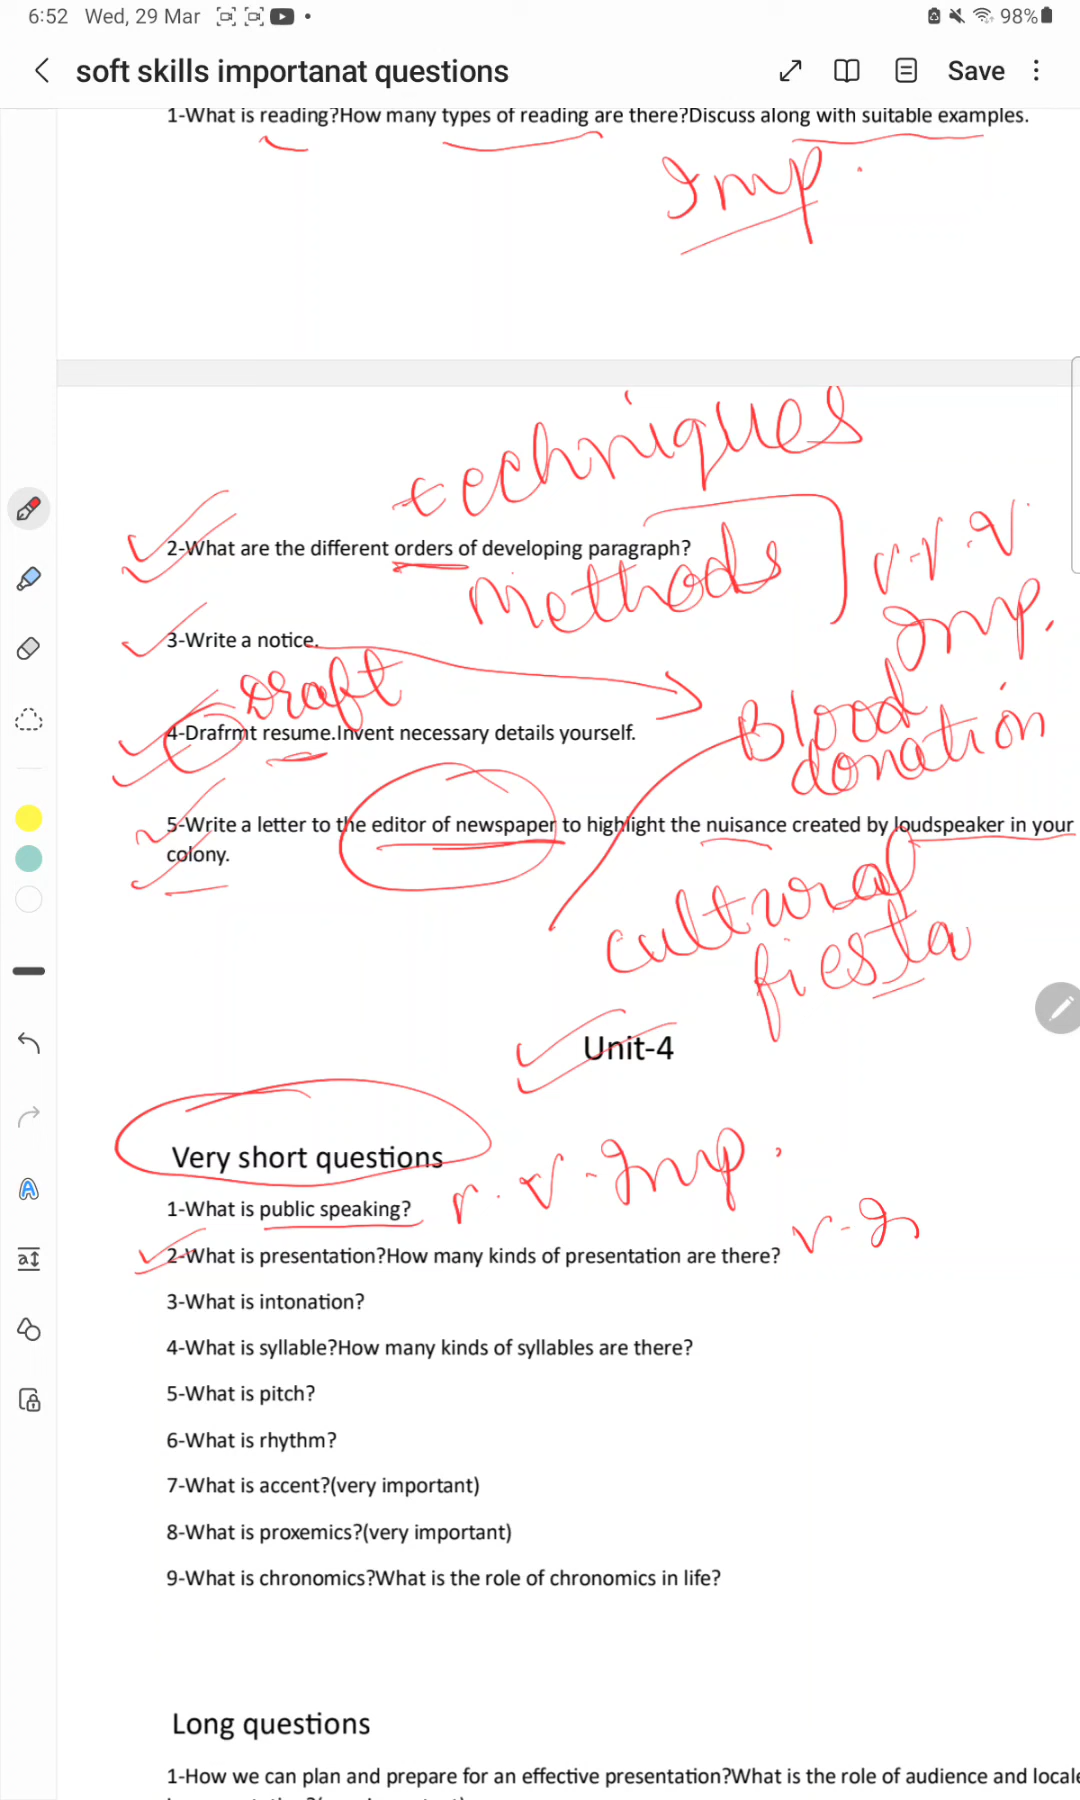 6:52 Wed, 29 Mar 98%
soft skills importanat questions Save
1-What is reading?How many types of reading are there?Discuss along with suitable examples.
Imp.
techniques
2-What are the different orders of developing paragraph?
methods
v.v.v
Imp.
3-Write a notice.
Draft
4-Drafrmt resume.Invent necessary details yourself.
Blood
donation
5-Write a letter to the editor of newspaper to highlight the nuisance created by loudspeaker in your
colony.
cultural
fiesta
Unit-4
Very short questions
v.v-Imp.
1-What is public speaking?
2-What is presentation?How many kinds of presentation are there?
3-What is intonation?
4-What is syllable?How many kinds of syllables are there?
5-What is pitch?
6-What is rhythm?
7-What is accent?(very important)
8-What is proxemics?(very important)
9-What is chronomics?What is the role of chronomics in life?
Long questions
1-How we can plan and prepare for an effective presentation?What is the role of audience and locale